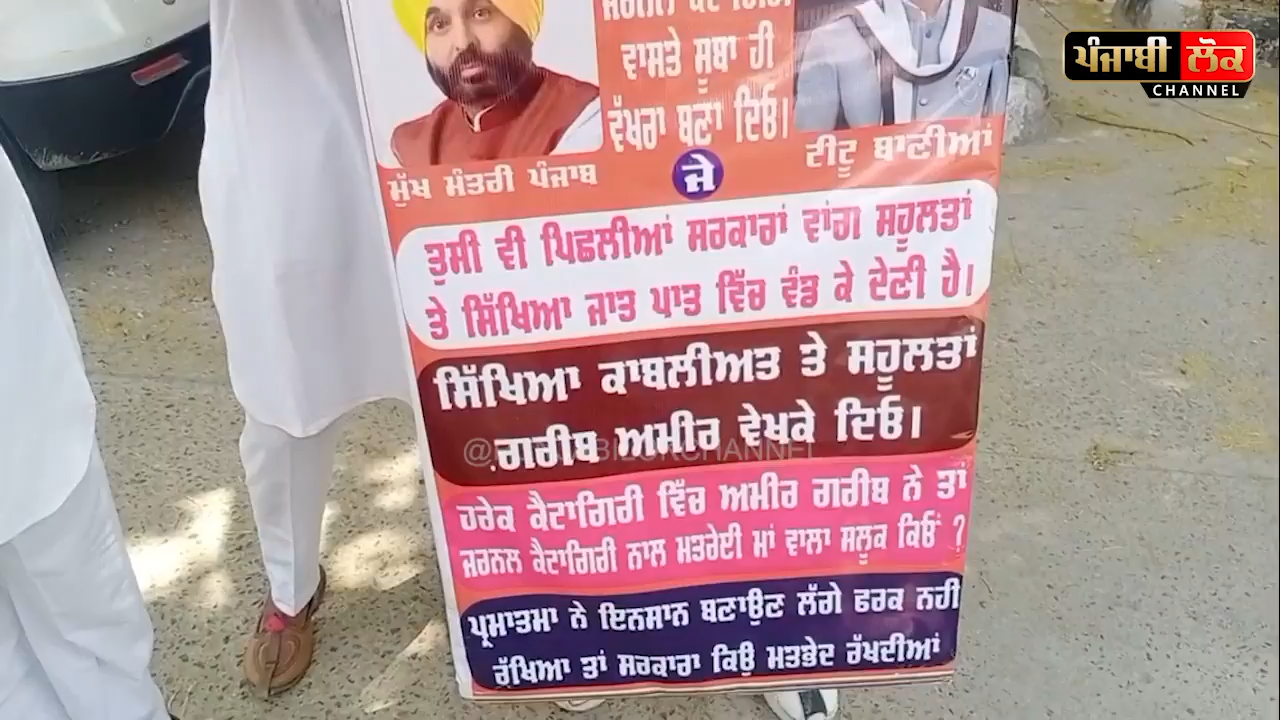 ਪੰਜਾਬੀ ਲੋਕ
CHANNEL
ਵਾਸਤੇ ਸੂਬਾ ਹੀ
ਵੱਖਰਾ ਬਣਾ ਦਿਓ।
ਮੁੱਖ ਮੰਤਰੀ ਪੰਜਾਬ
ਜੇ
ਟੀਟੂ ਬਾਣੀਆਂ
ਤੁਸੀ ਵੀ ਪਿਛਲੀਆਂ ਸਰਕਾਰਾਂ ਵਾਂਗ ਸਹੂਲਤਾਂ
ਤੇ ਸਿੱਖਿਆ ਜਾਤ ਪਾਤ ਵਿੱਚ ਵੰਡ ਕੇ ਦੇਣੀ ਹੈ।
ਸਿੱਖਿਆ ਕਾਬਲੀਅਤ ਤੇ ਸਹੂਲਤਾਂ
ਗਰੀਬ ਅਮੀਰ ਵੇਖਕੇ ਦਿਓ।
ਹਰੇਕ ਕੈਟਾਗਿਰੀ ਵਿੱਚ ਅਮੀਰ ਗਰੀਬ ਨੇ ਤਾਂ
ਜਰਨਲ ਕੈਟਾਗਿਰੀ ਨਾਲ ਮਤਰੇਈ ਮਾਂ ਵਾਲਾ ਸਲੂਕ ਕਿਓਂ ?
ਪ੍ਰਮਾਤਮਾ ਨੇ ਇਨਸਾਨ ਬਣਾਉਣ ਲੱਗੇ ਫਰਕ ਨਹੀ
ਰੱਖਿਆ ਤਾਂ ਸਰਕਾਰਾ ਕਿਉ ਮਤਭੇਦ ਰੱਖਦੀਆਂ